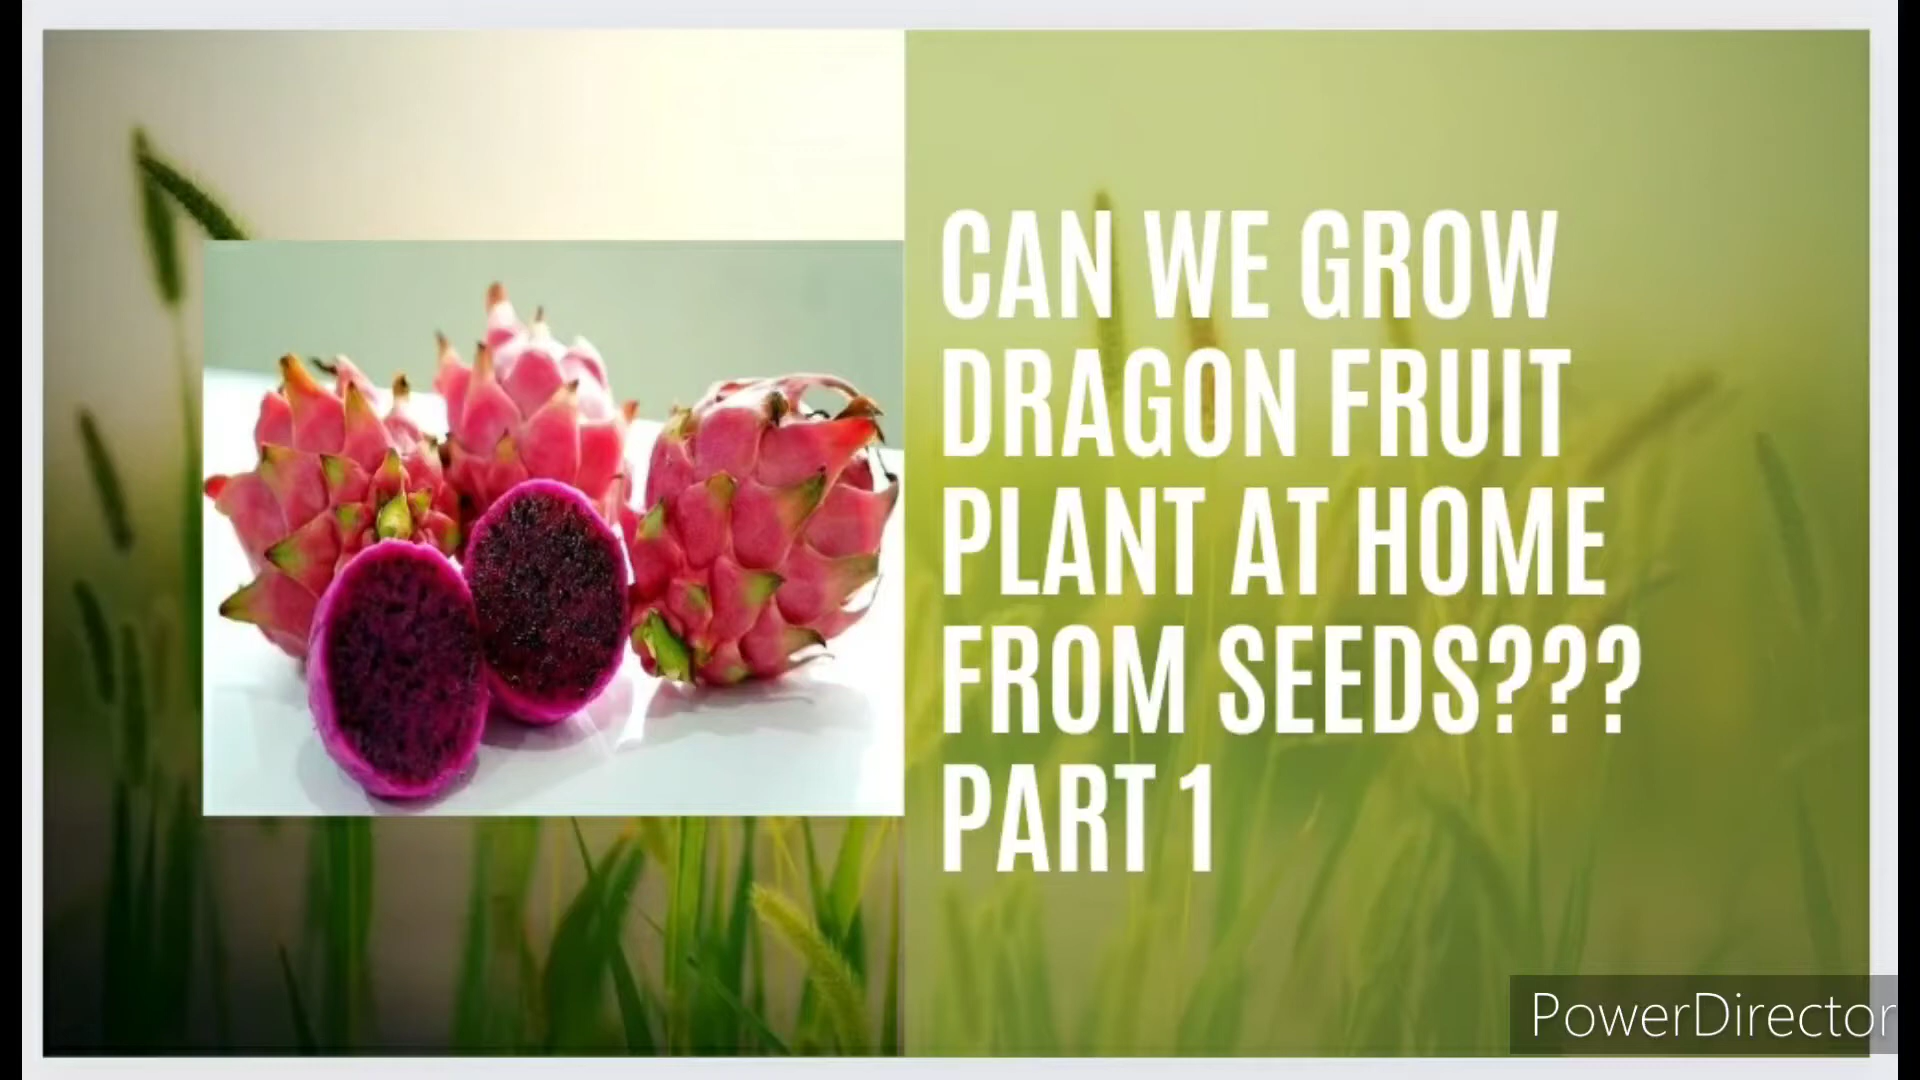 CAN WE GROW
DRAGON FRUIT
PLANT AT HOME
FROM SEEDS???
PART 1
PowerDirector